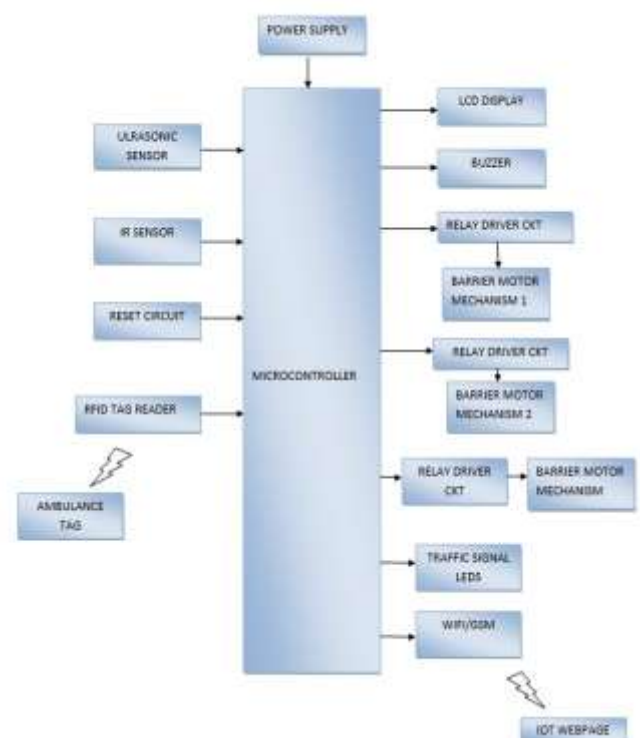 POWER SUPPLY
LCD DISPLAY
ULRASONIC
SENSOR
BUZZER
IR SENSOR
RELAY DRIVER CKT
BARRIER MOTOR
MECHANISM 1
RESET CIRCUIT
RELAY DRIVER CKT
MICROCONTROLLER
BARRIER MOTOR
MECHANISM 2
RFID TAG READER
RELAY DRIVER
CKT
BARRIER MOTOR
MECHANISM
AMBULANCE
TAG
TRAFFIC SIGNAL
LEDS
WIFI/GSM
IOT WEBPAGE